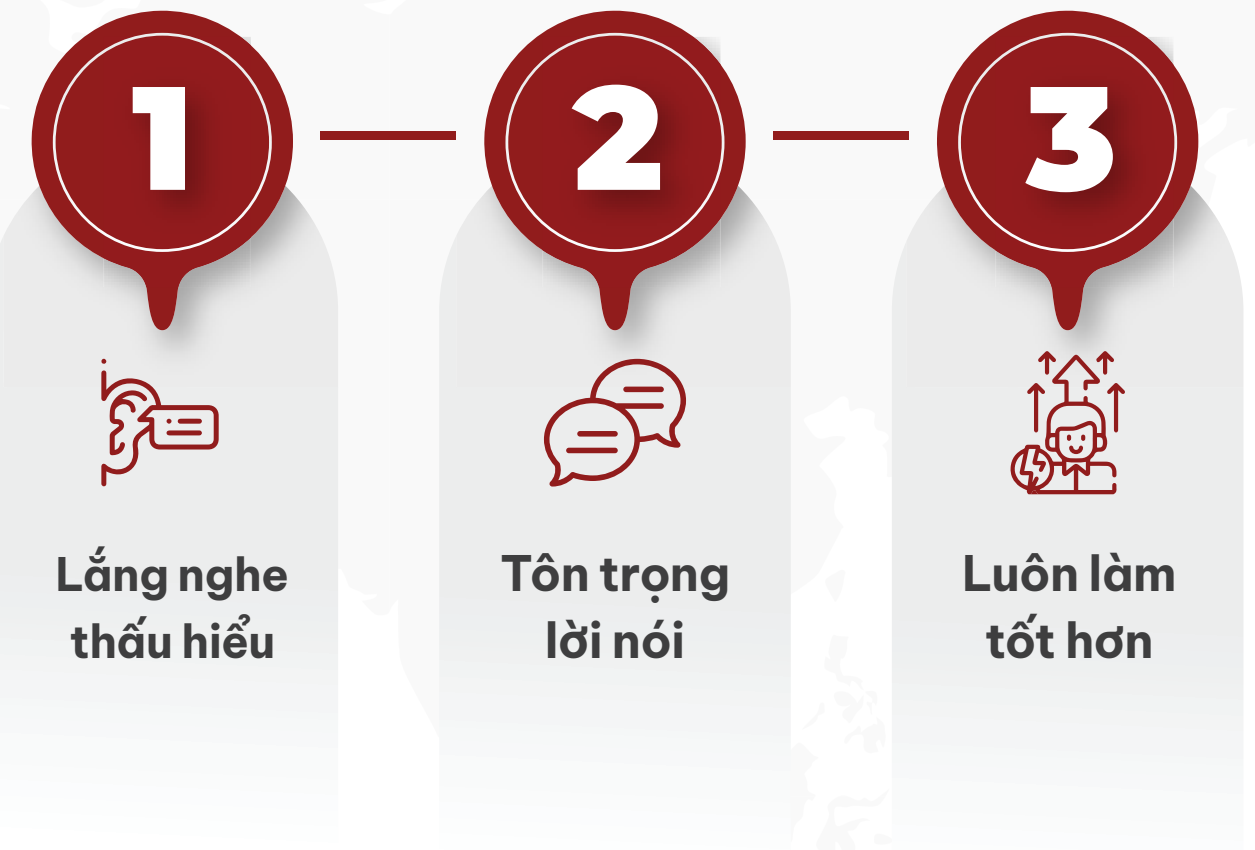 1
2
3
Lắng nghe
thấu hiểu
Tôn trọng
lời nói
Luôn làm
tốt hơn